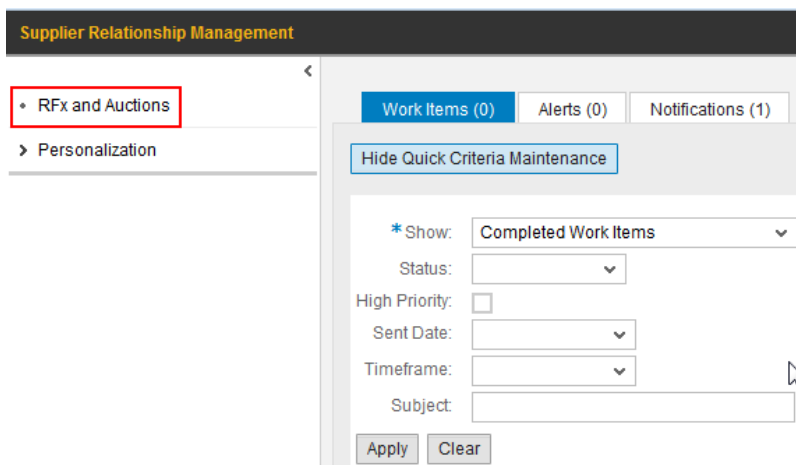 Supplier Relationship Management
RFx and Auctions
Personalization
Work Items (0) Alerts (0) Notifications (1)
Hide Quick Criteria Maintenance
* Show: Completed Work Items
Status:
High Priority:
Sent Date:
Timeframe:
Subject:
Apply Clear